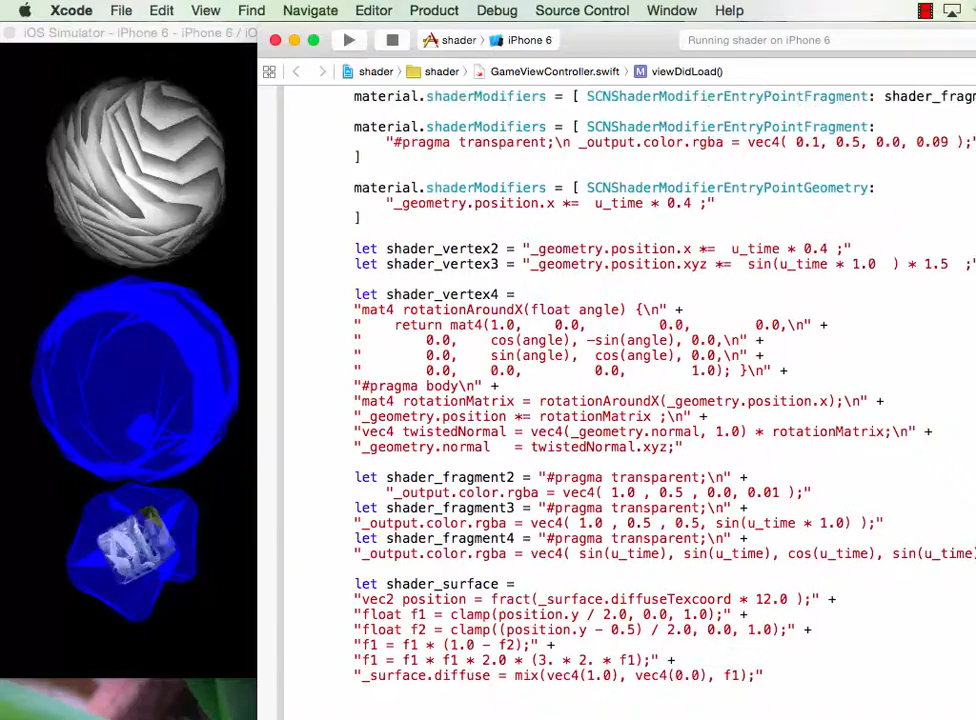 Xcode File Edit View Find Navigate Editor Product Debug Source Control Window Help
iOS Simulator - iPhone 6 - iPhone 6 / iO
shader iPhone 6
Running shader on iPhone 6
shader shader GameViewController.swift M viewDidLoad()
material.shaderModifiers = [ SCNShaderModifierEntryPointFragment: shader_fragm
material.shaderModifiers = [ SCNShaderModifierEntryPointFragment:
"#pragma transparent;\n _output.color.rgba = vec4( 0.1, 0.5, 0.0, 0.09 );"
]
material.shaderModifiers = [ SCNShaderModifierEntryPointGeometry:
"_geometry.position.x *= u_time * 0.4 ;"
]
let shader_vertex2 = "_geometry.position.x *= u_time * 0.4 ;"
let shader_vertex3 = "_geometry.position.xyz *= sin(u_time * 1.0 ) * 1.5 ;"
let shader_vertex4 =
"mat4 rotationAroundX(float angle) {\n" +
" return mat4(1.0, 0.0, 0.0, 0.0,\n" +
" 0.0, cos(angle), -sin(angle), 0.0,\n" +
" 0.0, sin(angle), cos(angle), 0.0,\n" +
" 0.0, 0.0, 0.0, 1.0); }\n" +
"#pragma body\n" +
"mat4 rotationMatrix = rotationAroundX(_geometry.position.x);\n" +
"_geometry.position *= rotationMatrix ;\n" +
"vec4 twistedNormal = vec4(_geometry.normal, 1.0) * rotationMatrix;\n" +
"_geometry.normal = twistedNormal.xyz;"
let shader_fragment2 = "#pragma transparent;\n" +
"_output.color.rgba = vec4( 1.0 , 0.5 , 0.0, 0.01 );"
let shader_fragment3 = "#pragma transparent;\n" +
"_output.color.rgba = vec4( 1.0 , 0.5 , 0.5, sin(u_time * 1.0) );"
let shader_fragment4 = "#pragma transparent;\n" +
"_output.color.rgba = vec4( sin(u_time), sin(u_time), cos(u_time), sin(u_time
let shader_surface =
"vec2 position = fract(_surface.diffuseTexcoord * 12.0 );" +
"float f1 = clamp(position.y / 2.0, 0.0, 1.0);" +
"float f2 = clamp((position.y - 0.5) / 2.0, 0.0, 1.0);" +
"f1 = f1 * (1.0 - f2);" +
"f1 = f1 * f1 * 2.0 * (3. * 2. * f1);" +
"_surface.diffuse = mix(vec4(1.0), vec4(0.0), f1);"